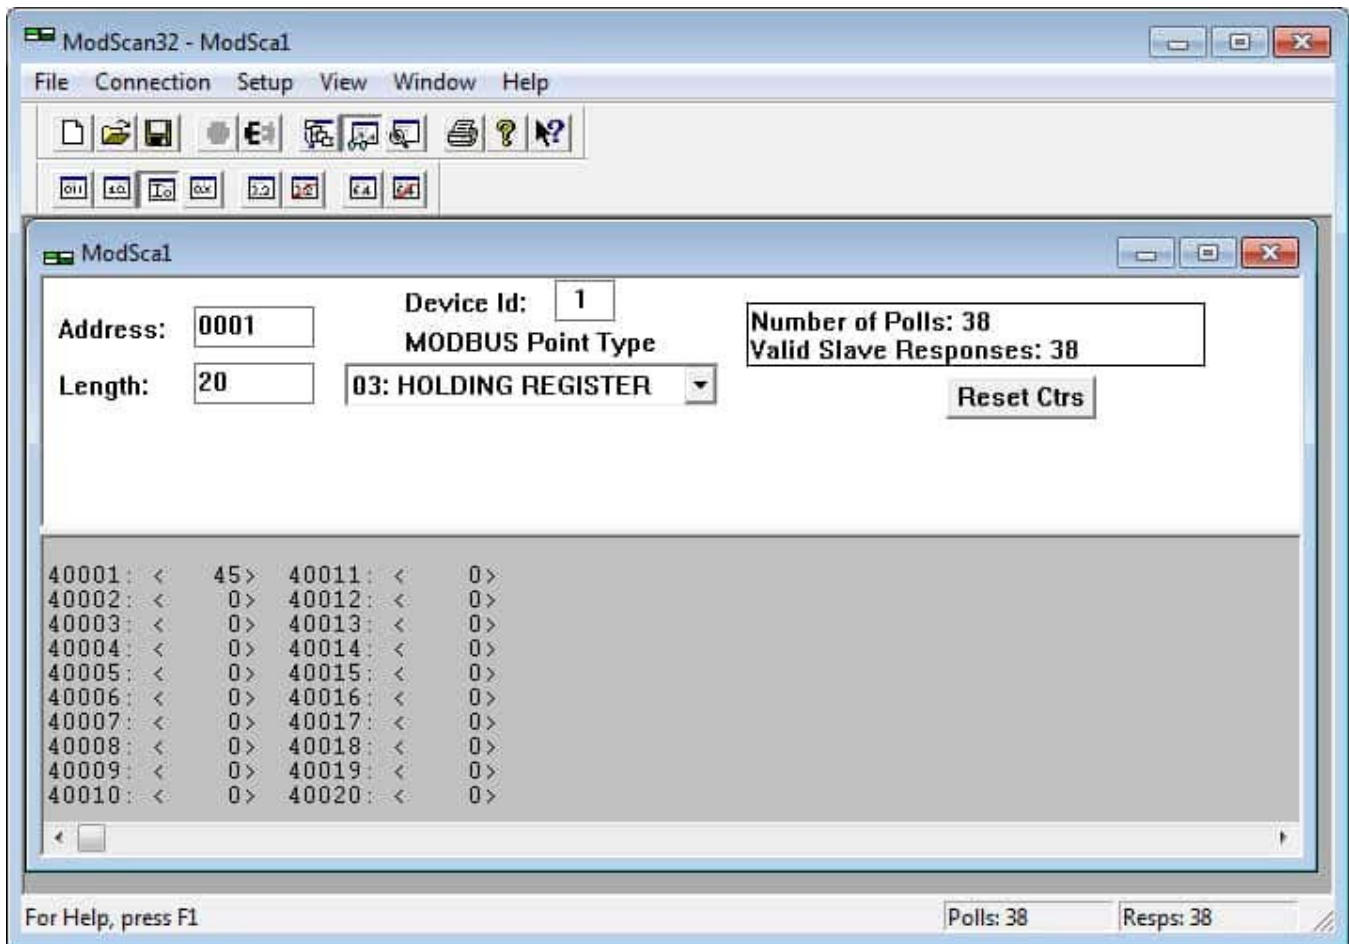 ModScan32 - ModSca1
File Connection Setup View Window Help
ModSca1
Address: 0001
Device Id: 1
MODBUS Point Type
Length: 20
03: HOLDING REGISTER
Number of Polls: 38
Valid Slave Responses: 38
Reset Ctrs
40001: < 45> 40011: < 0>
40002: < 0> 40012: < 0>
40003: < 0> 40013: < 0>
40004: < 0> 40014: < 0>
40005: < 0> 40015: < 0>
40006: < 0> 40016: < 0>
40007: < 0> 40017: < 0>
40008: < 0> 40018: < 0>
40009: < 0> 40019: < 0>
40010: < 0> 40020: < 0>
For Help, press F1
Polls: 38
Resps: 38